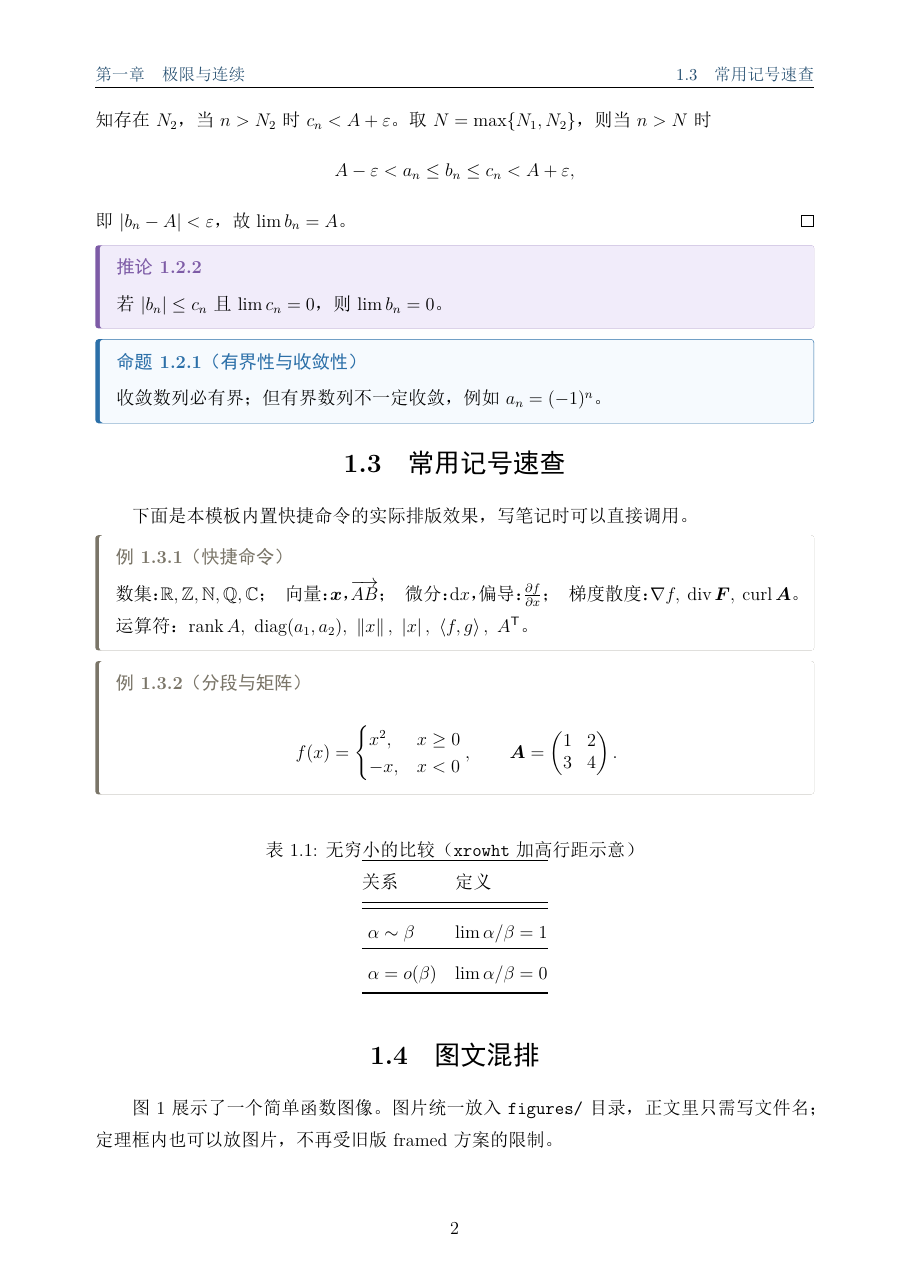 第一章 极限与连续 1.3 常用记号速查
知存在 N₂，当 n > N₂ 时 cₙ < A + ε。取 N = max{N₁, N₂}，则当 n > N 时
A − ε < aₙ ≤ bₙ ≤ cₙ < A + ε,
即 |bₙ − A| < ε，故 lim bₙ = A。 □
推论 1.2.2
若 |bₙ| ≤ cₙ 且 lim cₙ = 0，则 lim bₙ = 0。
命题 1.2.1（有界性与收敛性）
收敛数列必有界；但有界数列不一定收敛，例如 aₙ = (−1)ⁿ。
1.3 常用记号速查
下面是本模板内置快捷命令的实际排版效果，写笔记时可以直接调用。
例 1.3.1（快捷命令）
数集：ℝ, ℤ, ℕ, ℚ, ℂ； 向量：𝒙，\overrightarrow{AB}； 微分：dx，偏导：∂f/∂x； 梯度散度：∇f, div 𝑭, curl 𝑨。
运算符：rank A, diag(a₁, a₂), ‖x‖, |x|, ⟨f, g⟩, Aᵀ。
例 1.3.2（分段与矩阵）
f(x) = { x², x ≥ 0
−x, x < 0 , 𝑨 = ( 1 2
3 4 ) .
表 1.1: 无穷小的比较（xrowht 加高行距示意）
关系 定义
α ∼ β lim α/β = 1
α = o(β) lim α/β = 0
1.4 图文混排
图 1 展示了一个简单函数图像。图片统一放入 figures/ 目录，正文里只需写文件名；
定理框内也可以放图片，不再受旧版 framed 方案的限制。
2